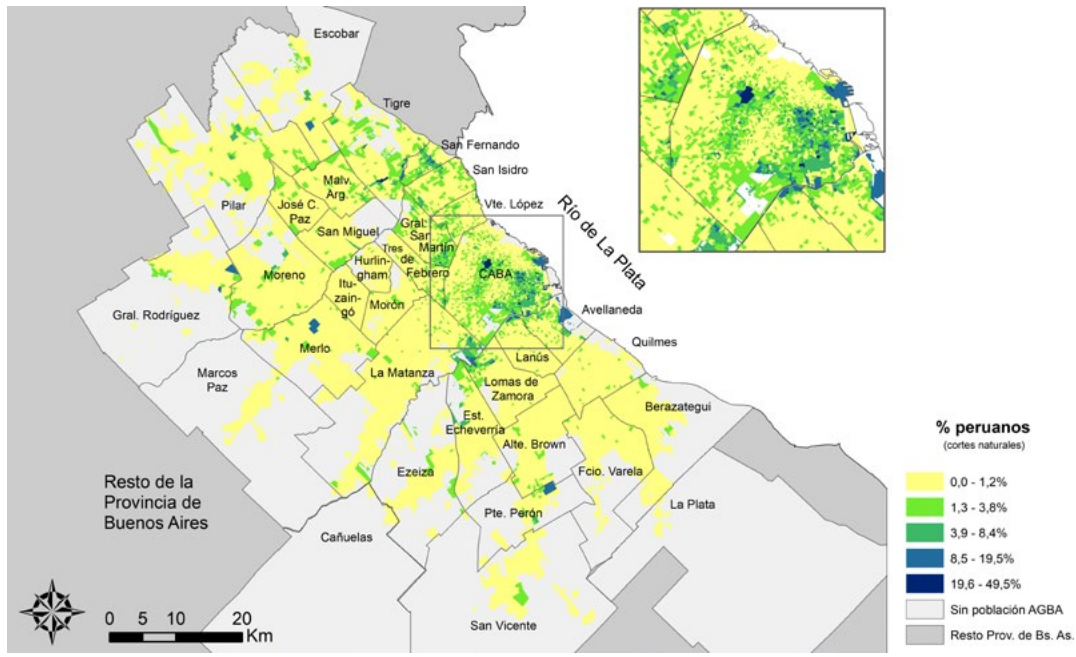 Escobar
Tigre
San Fernando
San Isidro
Malv.
Arg.
Vte. López
José C.
Paz
Pilar
Gral.
San
Martín
San Miguel
Río de La Plata
Tres
de
Febrero
Hurlin-
gham
CABA
Moreno
Itu-
zain-
gó
Morón
Avellaneda
Gral. Rodríguez
Quilmes
Merlo
Lanús
Marcos
Paz
La Matanza
Lomas de
Zamora
Berazategui
Est.
Echeverría
Alte. Brown
Ezeiza
Fcio. Varela
Resto de la
Provincia de
Buenos Aires
La Plata
Pte. Perón
Cañuelas
San Vicente
0 5 10 20
Km
% peruanos
(cortes naturales)
0,0 - 1,2%
1,3 - 3,8%
3,9 - 8,4%
8,5 - 19,5%
19,6 - 49,5%
Sin población AGBA
Resto Prov. de Bs. As.